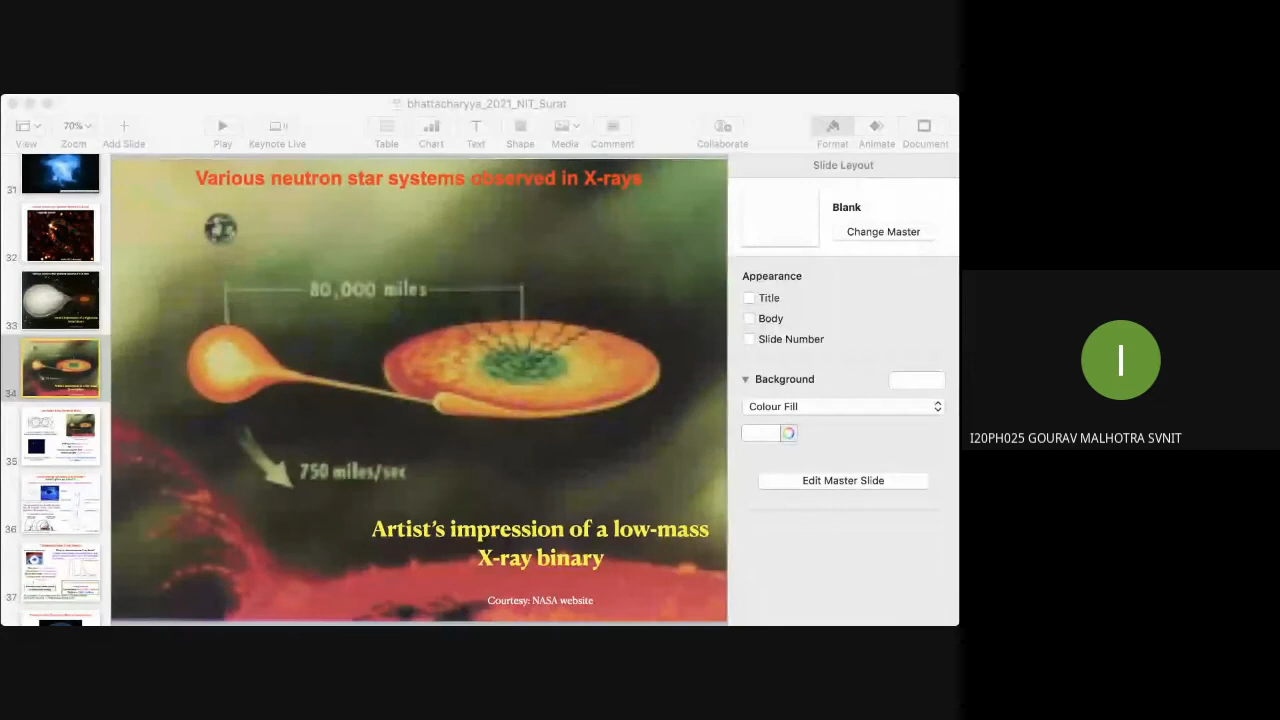 bhattacharyya_2021_NIT_Surat
70%
View Zoom Add Slide Play Keynote Live Table Chart Text Shape Media Comment Collaborate Format Animate Document
Slide Layout
31
32
33
34
35
36
37
Various neutron star systems observed in X-rays
80,000 miles
750 miles/sec
Artist's impression of a low-mass
X-ray binary
Courtesy: NASA website
Blank
Change Master
Appearance
Title
Body
Slide Number
Background
Colour Fill
Edit Master Slide
I
I20PH025 GOURAV MALHOTRA SVNIT